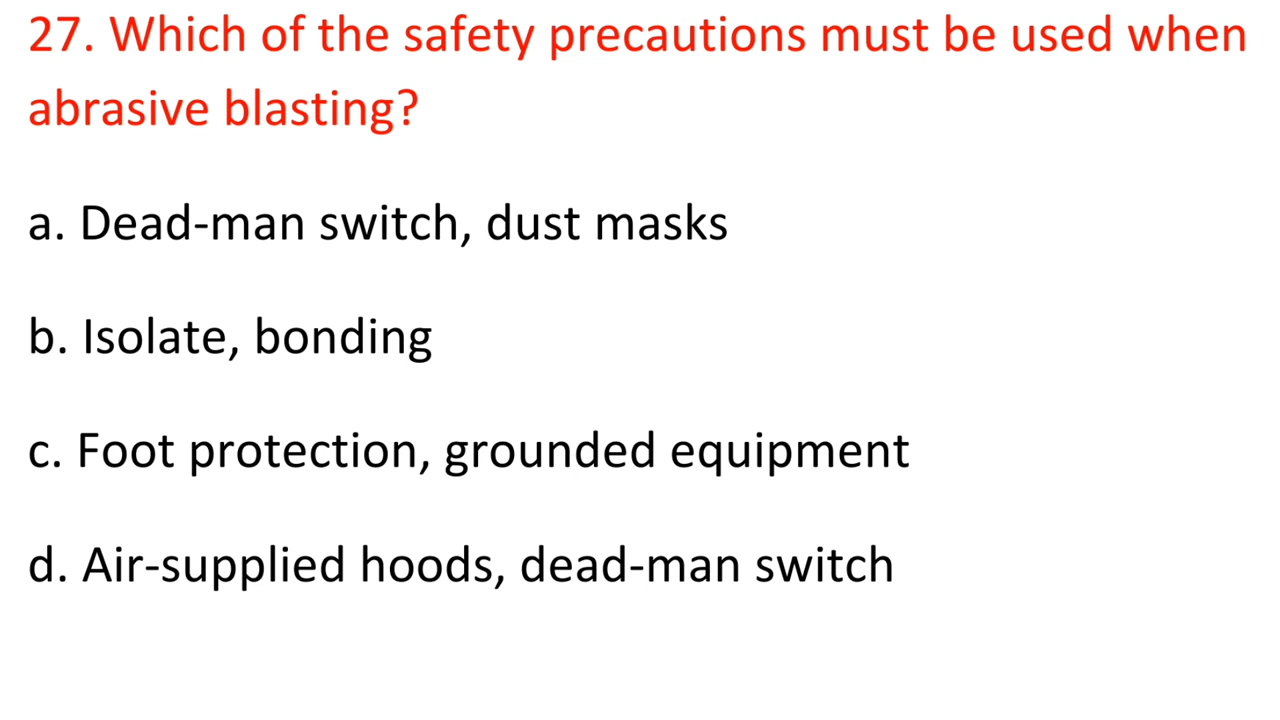 27. Which of the safety precautions must be used when
abrasive blasting?
a. Dead-man switch, dust masks
b. Isolate, bonding
c. Foot protection, grounded equipment
d. Air-supplied hoods, dead-man switch